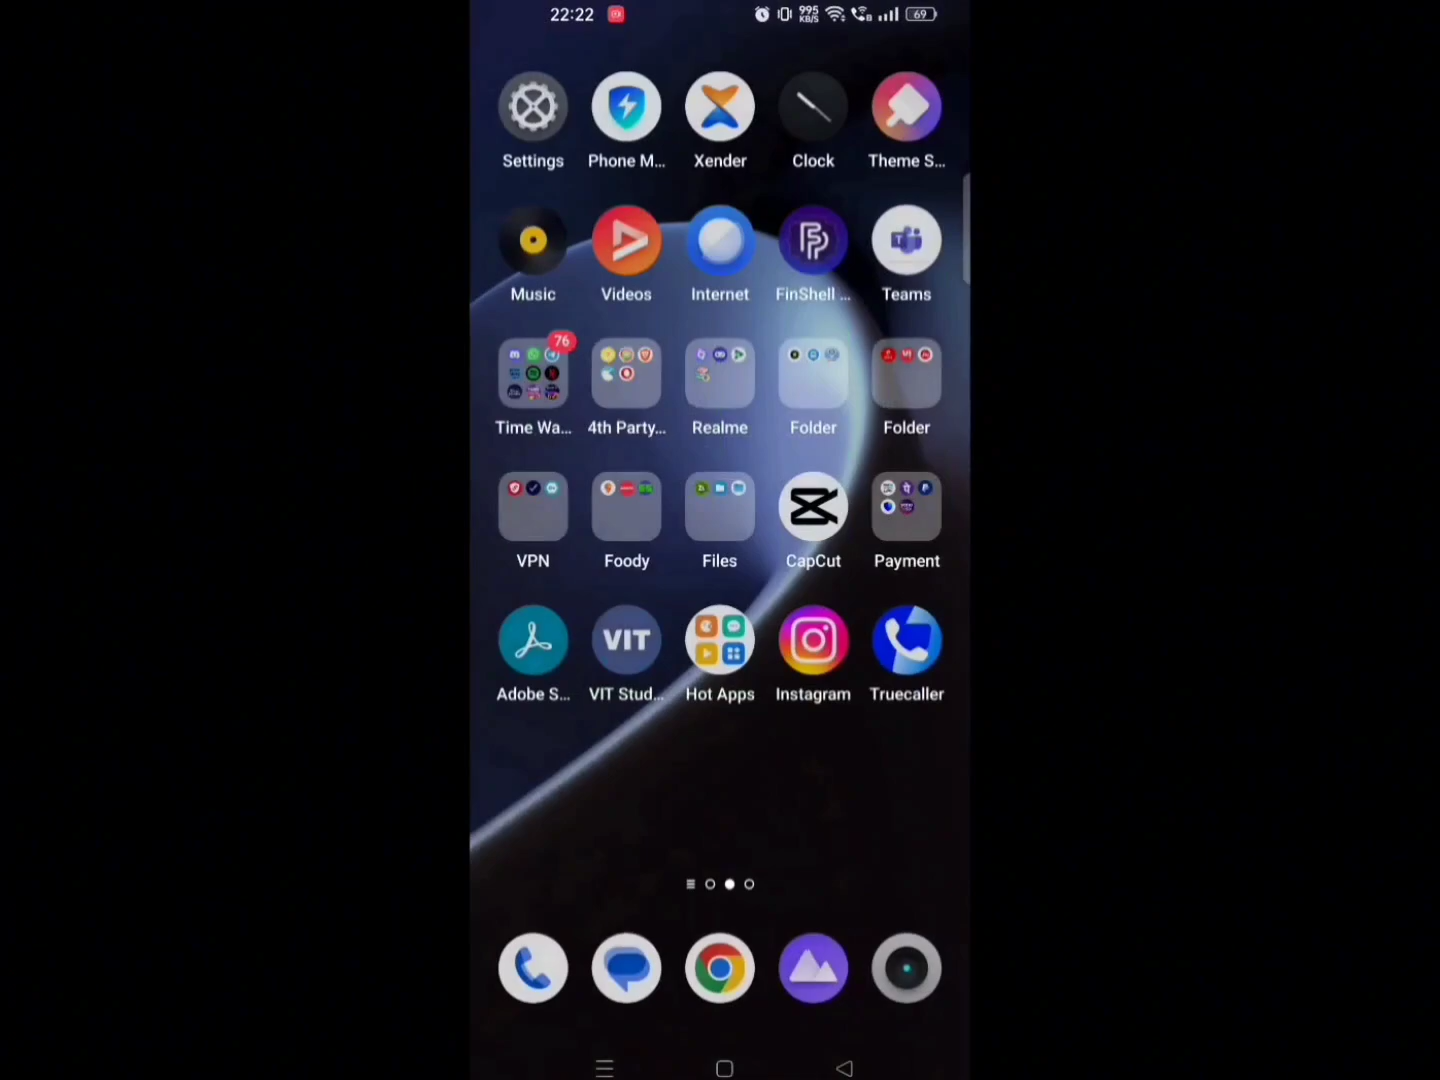 22:22 995 KB/S 69
Settings Phone M... Xender Clock Theme S...
Music Videos Internet FinShell ... Teams
76
Time Wa... 4th Party... Realme Folder Folder
VPN Foody Files CapCut Payment
VIT
Adobe S... VIT Stud... Hot Apps Instagram Truecaller